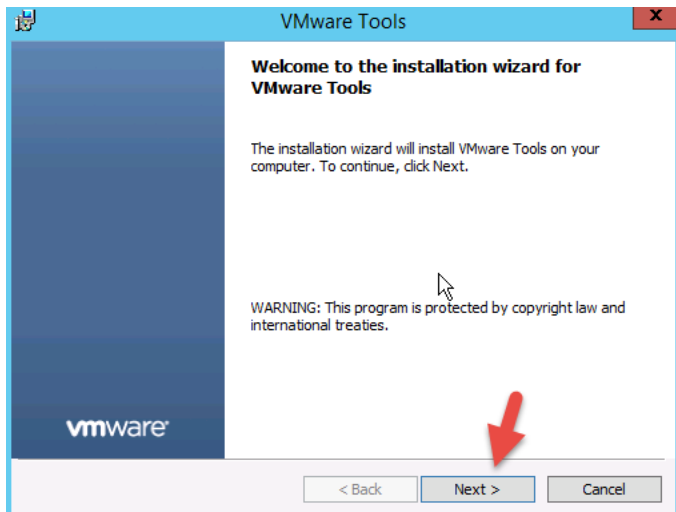 VMware Tools
x
Welcome to the installation wizard for
VMware Tools
The installation wizard will install VMware Tools on your
computer. To continue, click Next.
WARNING: This program is protected by copyright law and
international treaties.
vmware®
< Back
Next >
Cancel